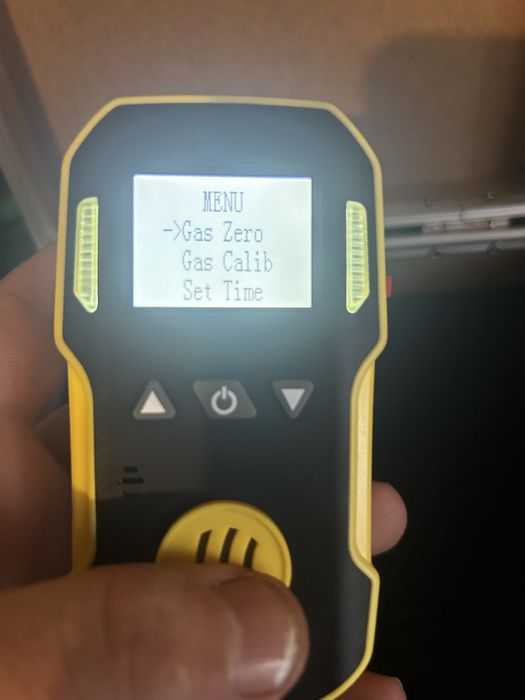 MENU
->Gas Zero
Gas Calib
Set Time